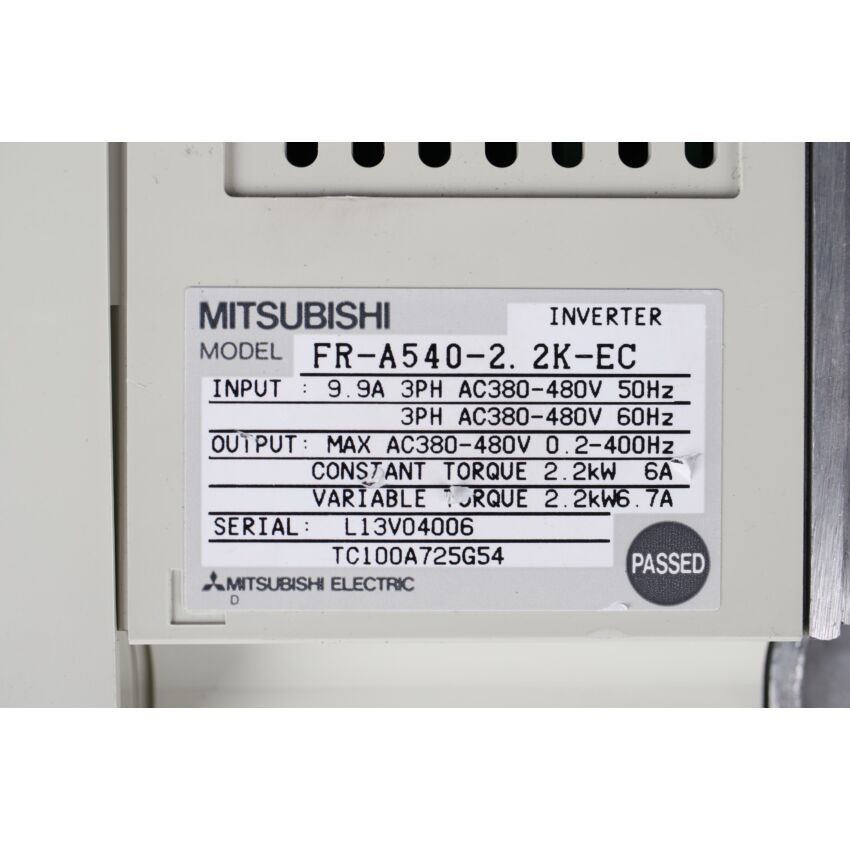 MITSUBISHI
INVERTER
MODEL FR-A540-2.2K-EC
INPUT : 9.9A 3PH AC380-480V 50Hz
3PH AC380-480V 60Hz
OUTPUT: MAX AC380-480V 0.2-400Hz
CONSTANT TORQUE 2.2kW 6A
VARIABLE TORQUE 2.2kW6.7A
SERIAL: L13V04006
TC100A725G54
PASSED
MITSUBISHI ELECTRIC
D